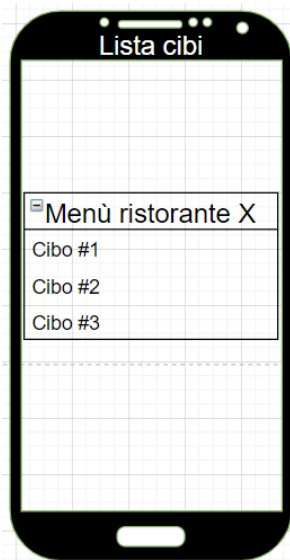 Lista cibi
Menù ristorante X
Cibo #1
Cibo #2
Cibo #3